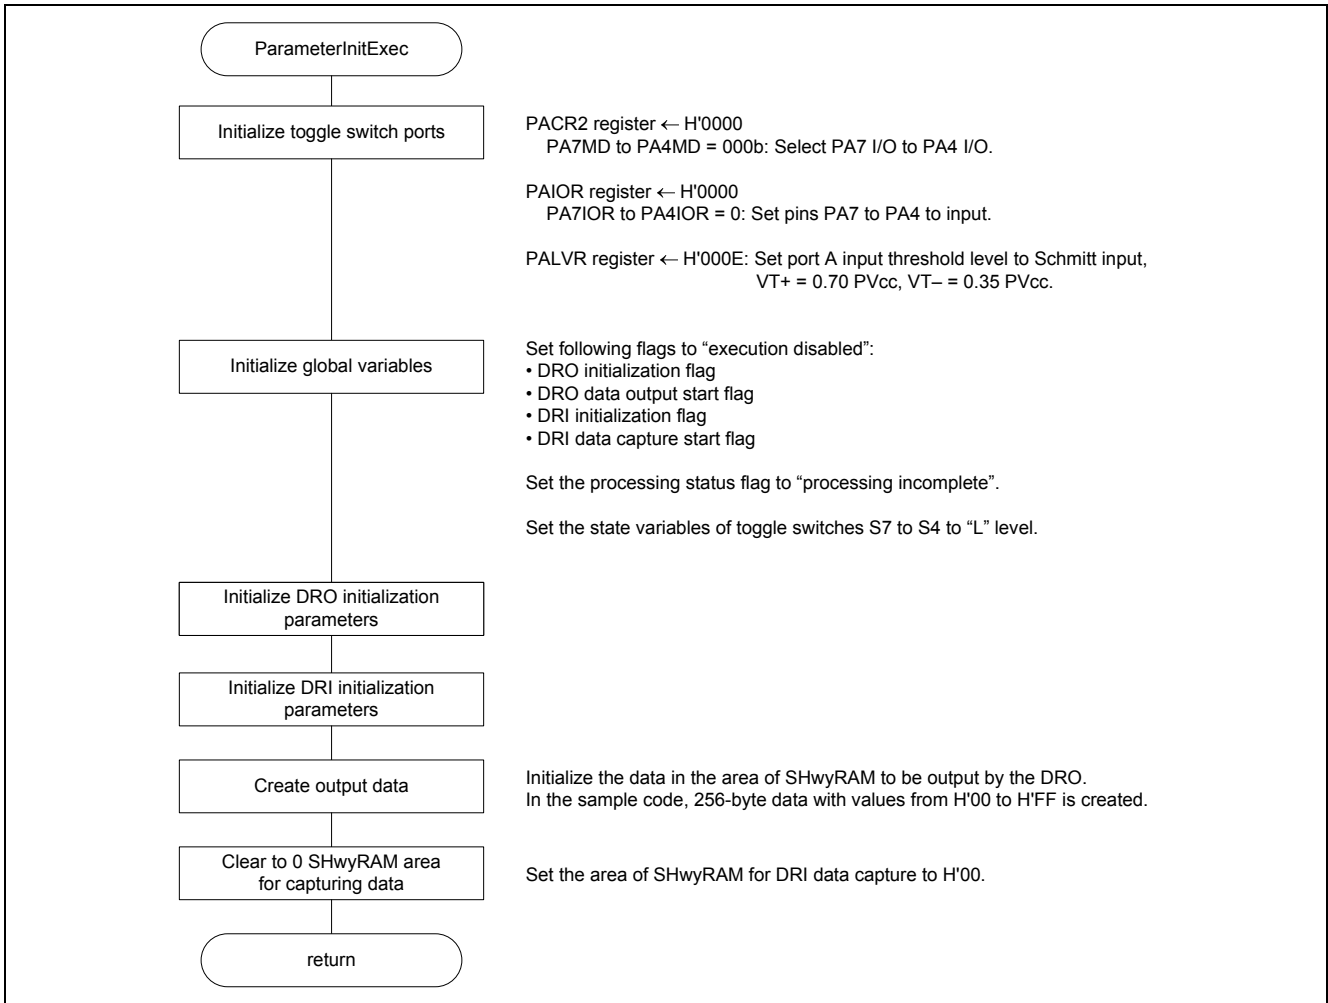 ParameterInitExec
Initialize toggle switch ports
PACR2 register ← H'0000
PA7MD to PA4MD = 000b: Select PA7 I/O to PA4 I/O.
PAIOR register ← H'0000
PA7IOR to PA4IOR = 0: Set pins PA7 to PA4 to input.
PALVR register ← H'000E: Set port A input threshold level to Schmitt input,
VT+ = 0.70 PVcc, VT– = 0.35 PVcc.
Initialize global variables
Set following flags to “execution disabled”:
• DRO initialization flag
• DRO data output start flag
• DRI initialization flag
• DRI data capture start flag
Set the processing status flag to “processing incomplete”.
Set the state variables of toggle switches S7 to S4 to “L” level.
Initialize DRO initialization
parameters
Initialize DRI initialization
parameters
Create output data
Initialize the data in the area of SHwyRAM to be output by the DRO.
In the sample code, 256-byte data with values from H'00 to H'FF is created.
Clear to 0 SHwyRAM area
for capturing data
Set the area of SHwyRAM for DRI data capture to H'00.
return